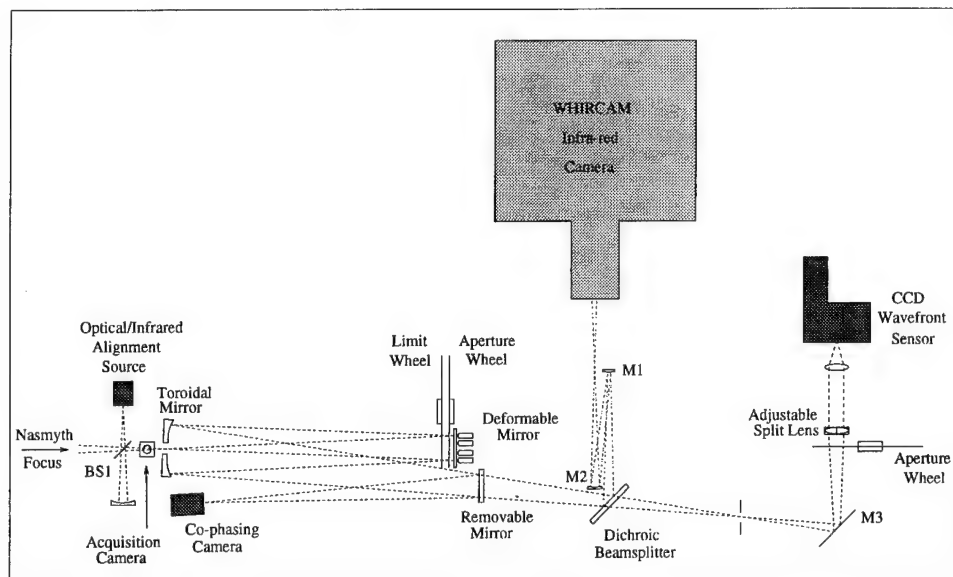 WHIRCAM
Infra-red
Camera
CCD
Wavefront
Sensor
Optical/Infrared
Alignment
Source
Limit
Wheel
Aperture
Wheel
M1
Toroidal
Mirror
Deformable
Mirror
Adjustable
Split Lens
Nasmyth
Focus
BS1
Aperture
Wheel
M2
Co-phasing
Camera
Removable
Mirror
Dichroic
Beamsplitter
M3
Acquisition
Camera